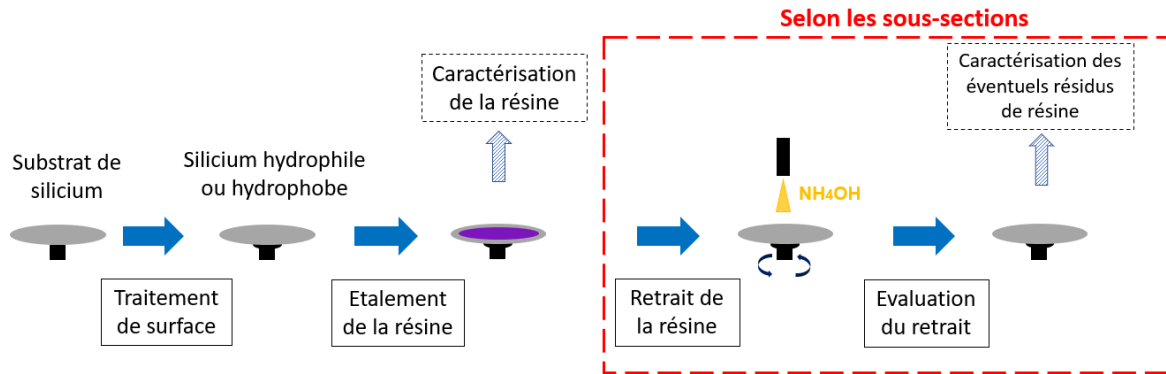 Selon les sous-sections
Caractérisation
de la résine
Caractérisation des
éventuels résidus
de résine
Substrat de
silicium
Silicium hydrophile
ou hydrophobe
NH4OH
Traitement
de surface
Etalement
de la résine
Retrait de
la résine
Evaluation
du retrait